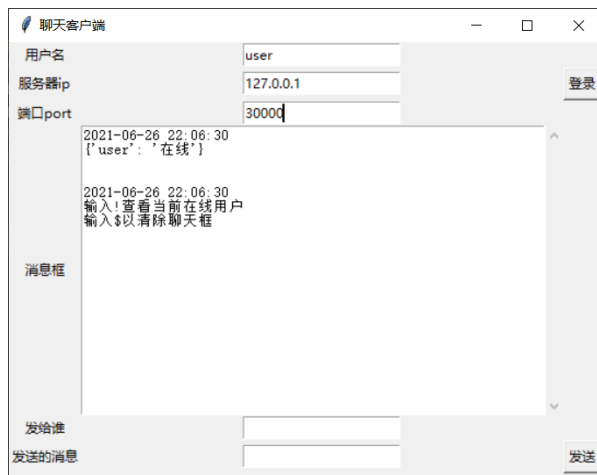 聊天客户端
用户名 user
服务器ip 127.0.0.1 登录
端口port 30000
2021-06-26 22:06:30
{'user': '在线'}
2021-06-26 22:06:30
输入!查看当前在线用户
输入$以清除聊天框
消息框
发给谁
发送的消息 发送